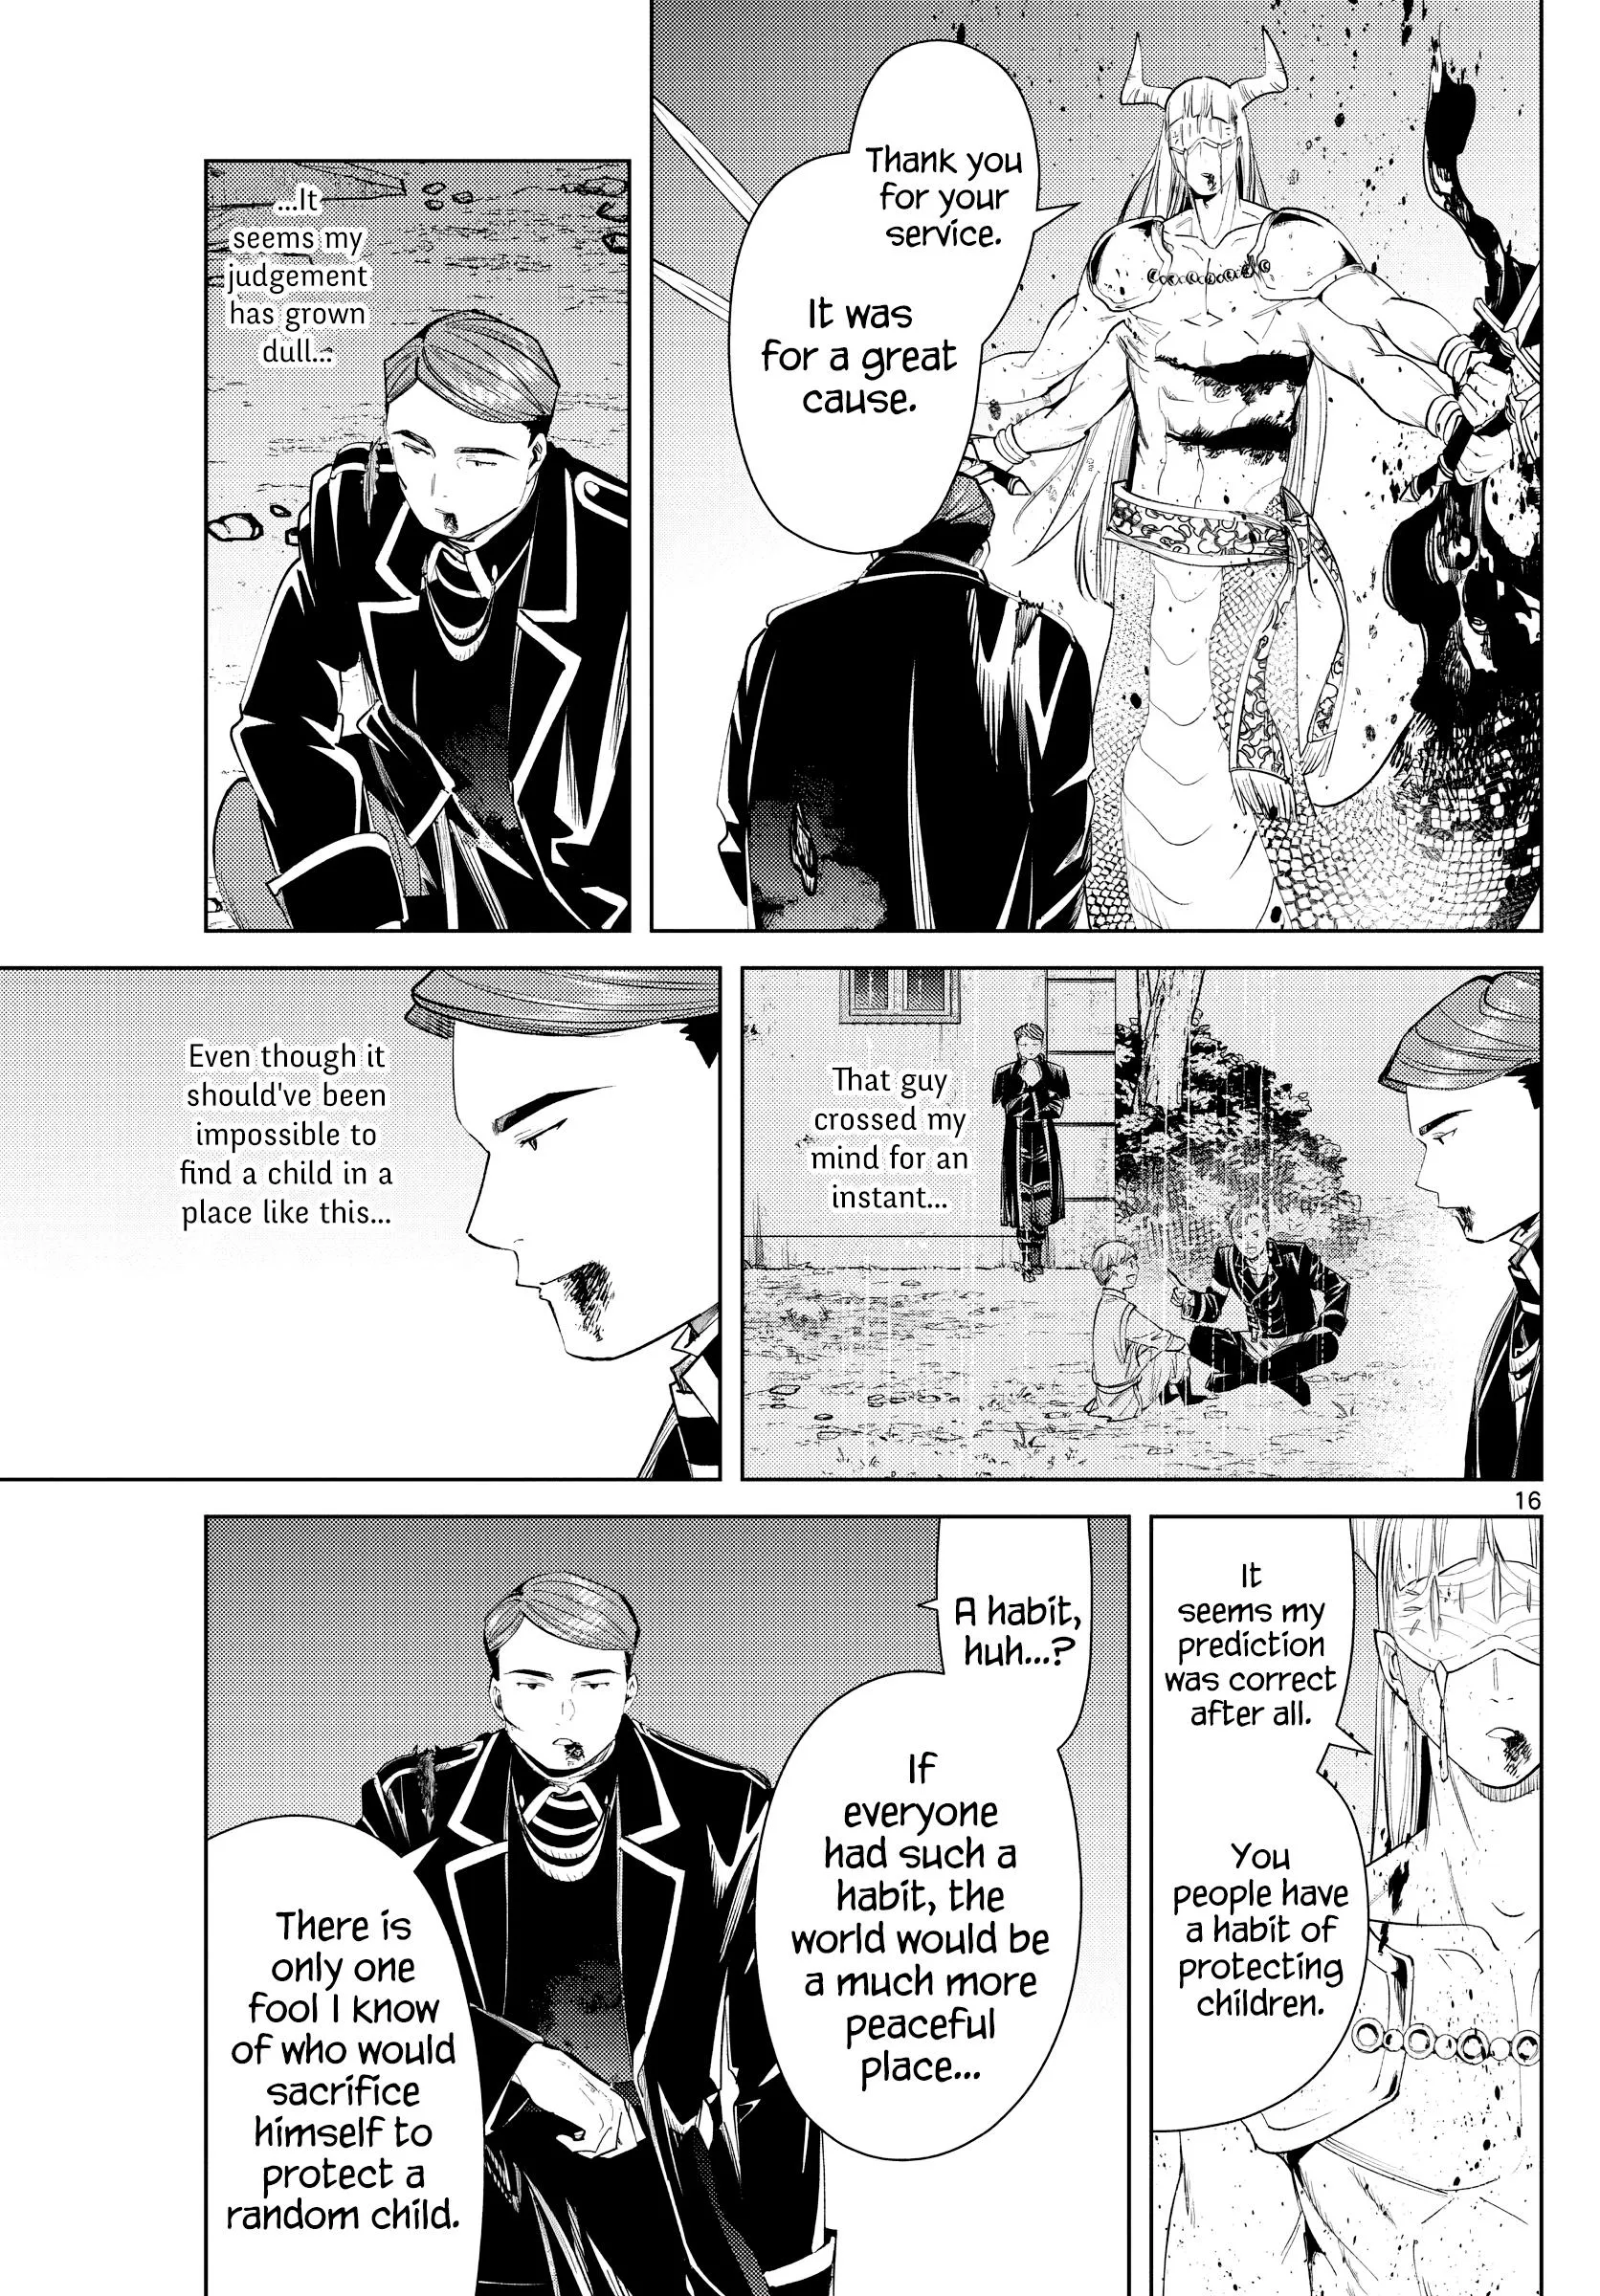 Thank you
for your
service.
It was
for a great
cause.
...It
seems my
judgement
has grown
dull...
That guy
crossed my
mind for an
instant...
Even though it
should've been
impossible to
find a child in a
place like this...
16
It
seems my
prediction
was correct
after all.
You
people have
a habit of
protecting
children.
A habit,
huh...?
If
everyone
had such a
habit, the
world would be
a much more
peaceful
place...
There is
only one
fool I know
of who would
sacrifice
himself to
protect a
random child.